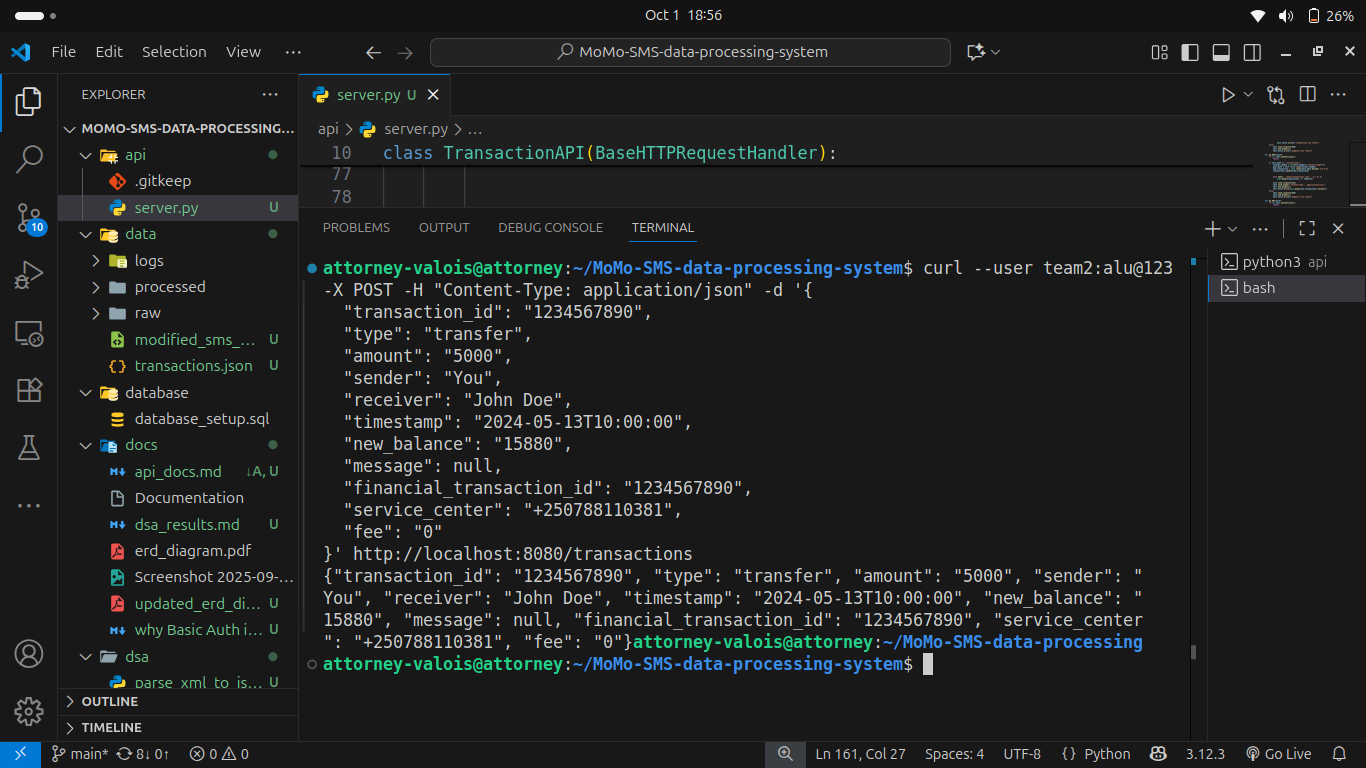 Oct 1 18:56
26%
File Edit Selection View ···
MoMo-SMS-data-processing-system
EXPLORER ···
server.py U
MOMO-SMS-DATA-PROCESSING...
api > server.py > ...
10 class TransactionAPI(BaseHTTPRequestHandler):
77
78
api
.gitkeep
server.py U
data
logs
processed
raw
modified_sms_... U
transactions.json U
database
database_setup.sql
docs
api_docs.md ↓A, U
Documentation
dsa_results.md U
erd_diagram.pdf
Screenshot 2025-09-...
updated_erd_di... U
why Basic Auth i... U
dsa
parse_xml_to_js... U
OUTLINE
TIMELINE
10
PROBLEMS OUTPUT DEBUG CONSOLE TERMINAL
python3 api
bash
attorney-valois@attorney:~/MoMo-SMS-data-processing-system$ curl --user team2:alu@123
-X POST -H "Content-Type: application/json" -d '{
"transaction_id": "1234567890",
"type": "transfer",
"amount": "5000",
"sender": "You",
"receiver": "John Doe",
"timestamp": "2024-05-13T10:00:00",
"new_balance": "15880",
"message": null,
"financial_transaction_id": "1234567890",
"service_center": "+250788110381",
"fee": "0"
}' http://localhost:8080/transactions
{"transaction_id": "1234567890", "type": "transfer", "amount": "5000", "sender": "
You", "receiver": "John Doe", "timestamp": "2024-05-13T10:00:00", "new_balance": "
15880", "message": null, "financial_transaction_id": "1234567890", "service_center
": "+250788110381", "fee": "0"}attorney-valois@attorney:~/MoMo-SMS-data-processing
attorney-valois@attorney:~/MoMo-SMS-data-processing-system$
main* 8↓ 0↑ 0 0 Ln 161, Col 27 Spaces: 4 UTF-8 {} Python 3.12.3 Go Live